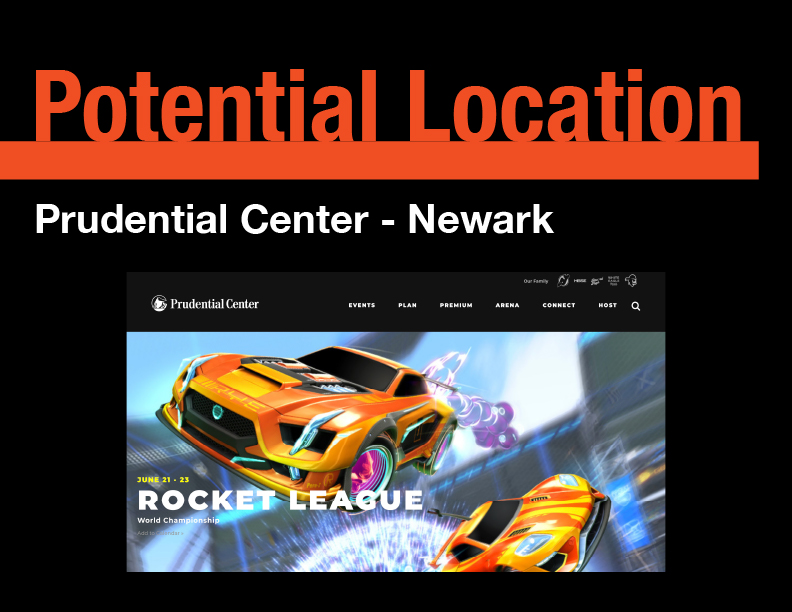 Potential Location
Prudential Center - Newark
Our Family
Prudential Center
EVENTS PLAN PREMIUM ARENA CONNECT HOST
JUNE 21 - 23
ROCKET LEAGUE
World Championship